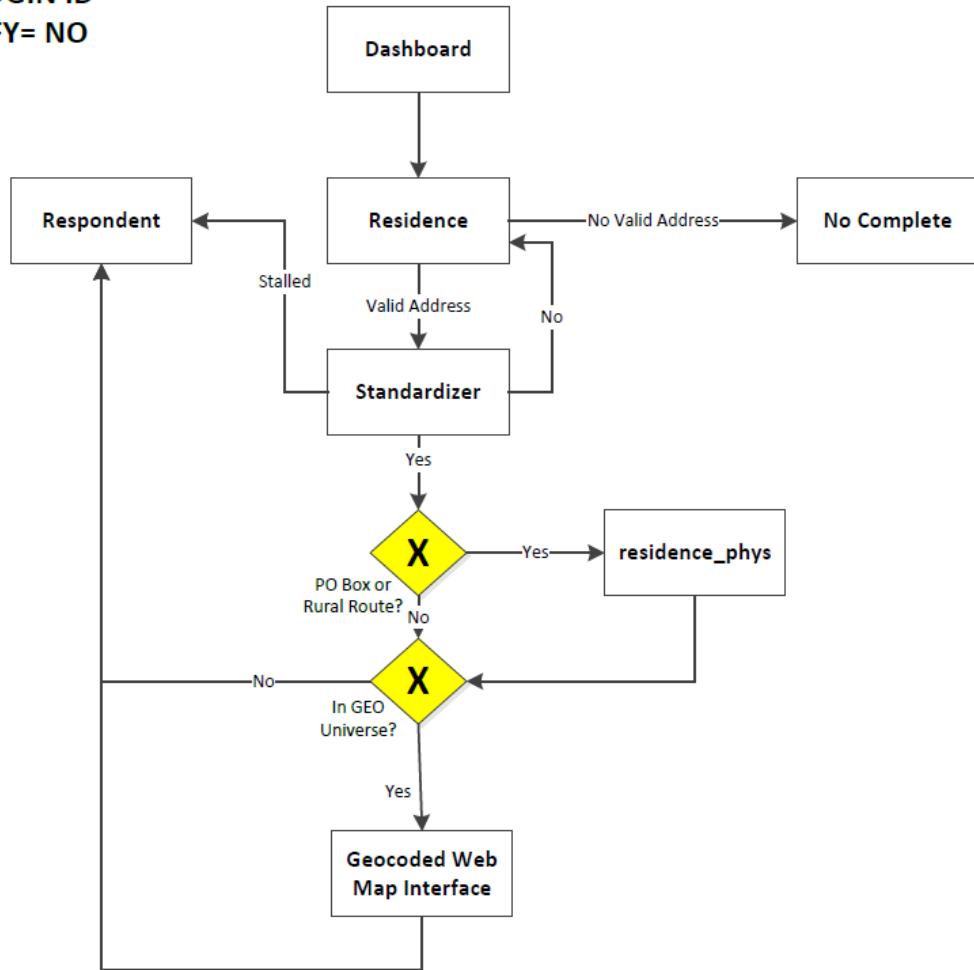 FY= NO
Dashboard
Respondent
Residence
No Valid Address
No Complete
Stalled
Valid Address
No
Standardizer
Yes
X
Yes
residence_phys
PO Box or
Rural Route?
No
X
No
In GEO
Universe?
Yes
Geocoded Web
Map Interface